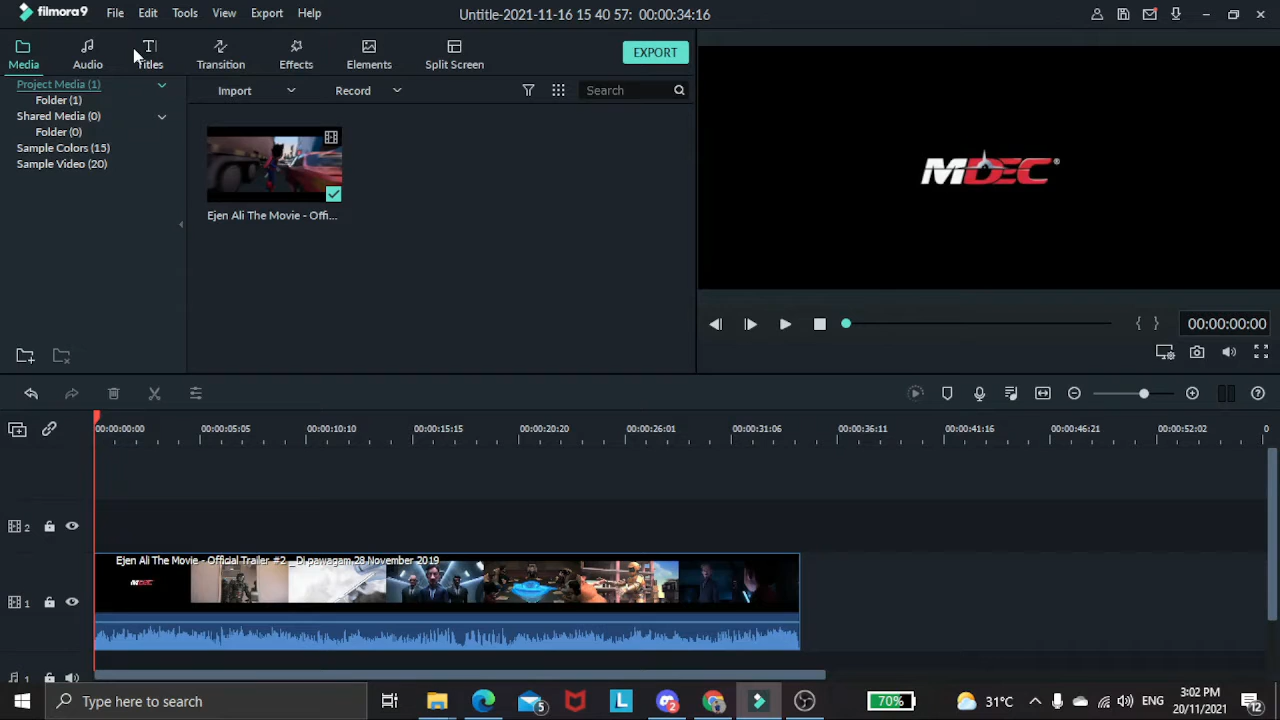 filmora9 File Edit Tools View Export Help Untitle-2021-11-16 15 40 57: 00:00:34:16
Media Audio Titles Transition Effects Elements Split Screen EXPORT
Project Media (1)
Folder (1)
Shared Media (0)
Folder (0)
Sample Colors (15)
Sample Video (20)
Import Record Search
Ejen Ali The Movie - Offi...
MDEC®
{ } 00:00:00:00
00:00:00:00 00:00:05:05 00:00:10:10 00:00:15:15 00:00:20:20 00:00:26:01 00:00:31:06 00:00:36:11 00:00:41:16 00:00:46:21 00:00:52:02 0
2
Ejen Ali The Movie - Official Trailer #2 _Di pawagam 28 November 2019
MDEC
1
1
Type here to search 5 L 2 70% 31°C ENG 3:02 PM
20/11/2021 12